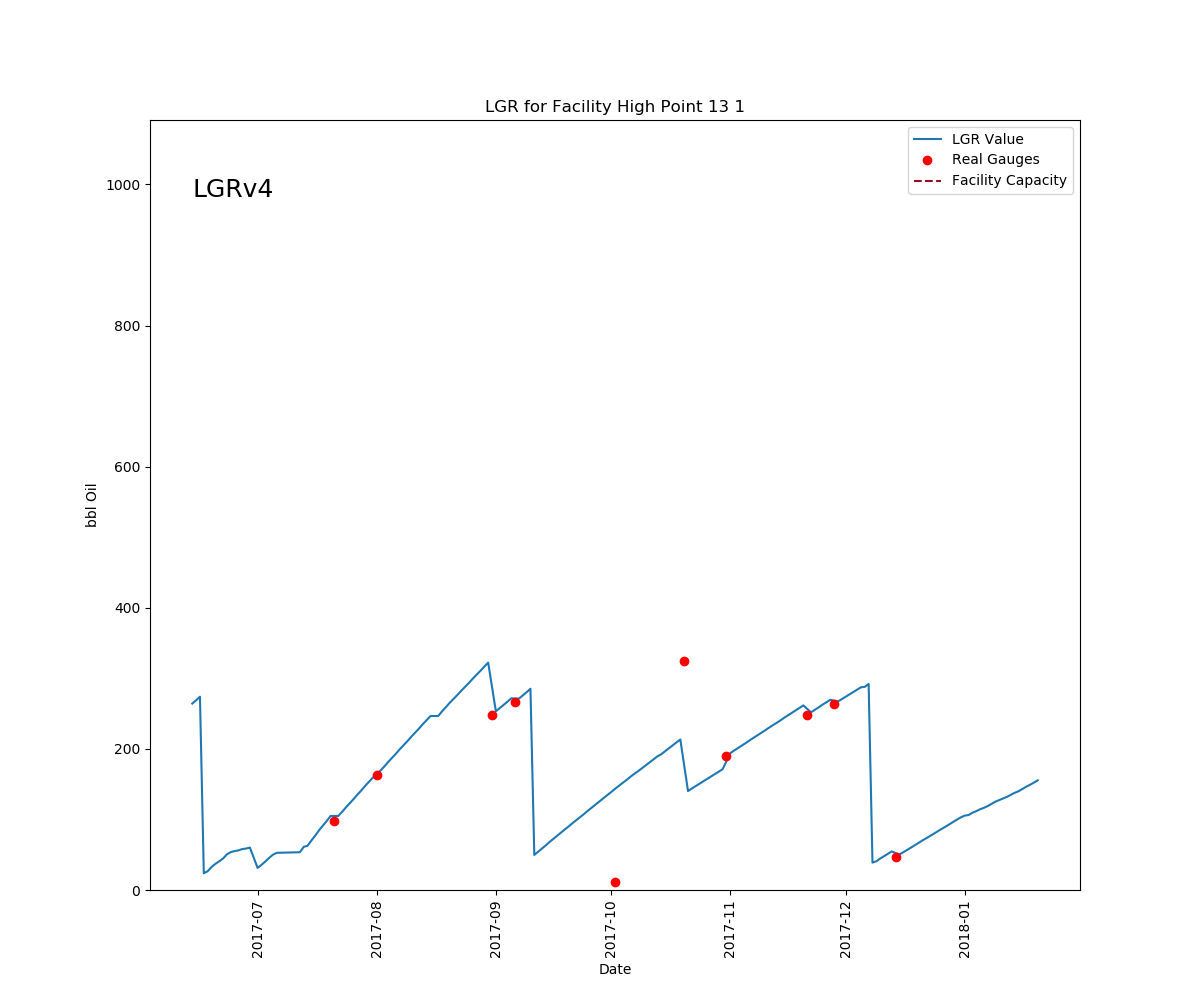 LGR for Facility High Point 13 1
LGR Value
Real Gauges
Facility Capacity
LGRv4
1000
800
600
400
200
0
bbl Oil
2017-07
2017-08
2017-09
2017-10
2017-11
2017-12
2018-01
Date